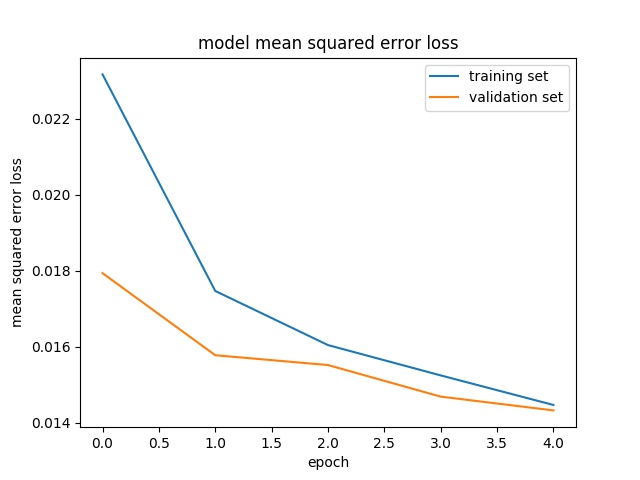 model mean squared error loss
training set
validation set
0.022
0.020
0.018
0.016
0.014
mean squared error loss
0.0 0.5 1.0 1.5 2.0 2.5 3.0 3.5 4.0
epoch